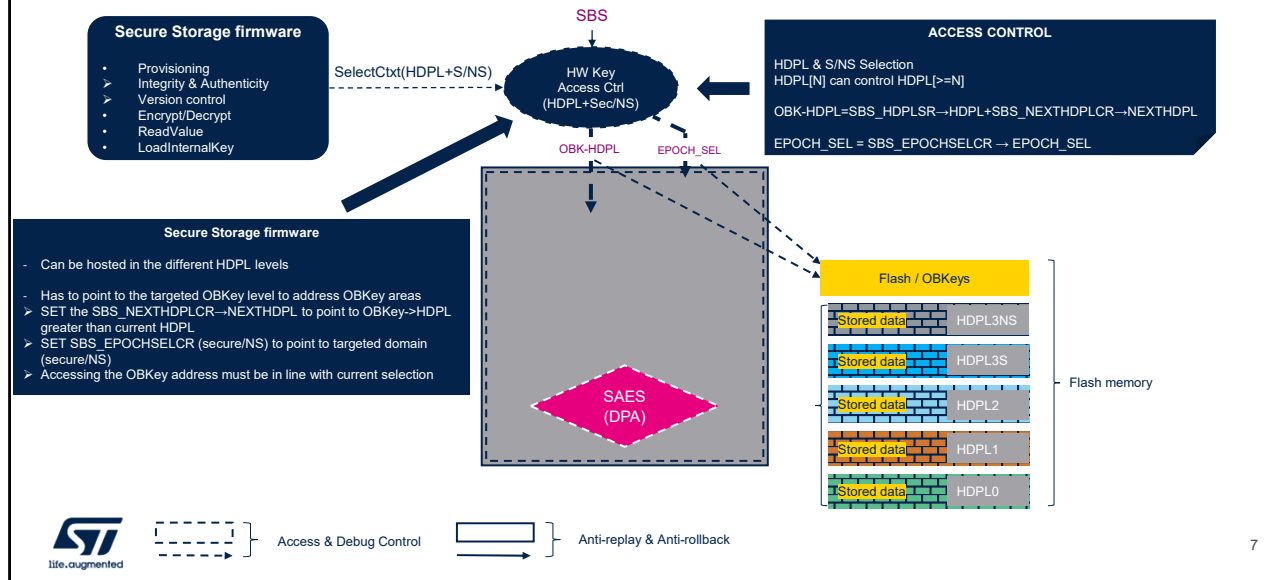 SBS
Secure Storage firmware
• Provisioning
➢ Integrity & Authenticity
➢ Version control
• Encrypt/Decrypt
• ReadValue
• LoadInternalKey
SelectCtxt(HDPL+S/NS)
HW Key
Access Ctrl
(HDPL+Sec/NS)
ACCESS CONTROL
HDPL & S/NS Selection
HDPL[N] can control HDPL[>=N]
OBK-HDPL=SBS_HDPLSR→HDPL+SBS_NEXTHDPLCR→NEXTHDPL
EPOCH_SEL = SBS_EPOCHSELCR → EPOCH_SEL
OBK-HDPL
EPOCH_SEL
Secure Storage firmware
- Can be hosted in the different HDPL levels
- Has to point to the targeted OBKey level to address OBKey areas
➢ SET the SBS_NEXTHDPLCR→NEXTHDPL to point to OBKey->HDPL
greater than current HDPL
➢ SET SBS_EPOCHSELCR (secure/NS) to point to targeted domain
(secure/NS)
➢ Accessing the OBKey address must be in line with current selection
SAES
(DPA)
Flash / OBKeys
Stored data HDPL3NS
Stored data HDPL3S
Stored data HDPL2
Stored data HDPL1
Stored data HDPL0
Flash memory
ST
life.augmented
Access & Debug Control
Anti-replay & Anti-rollback
7